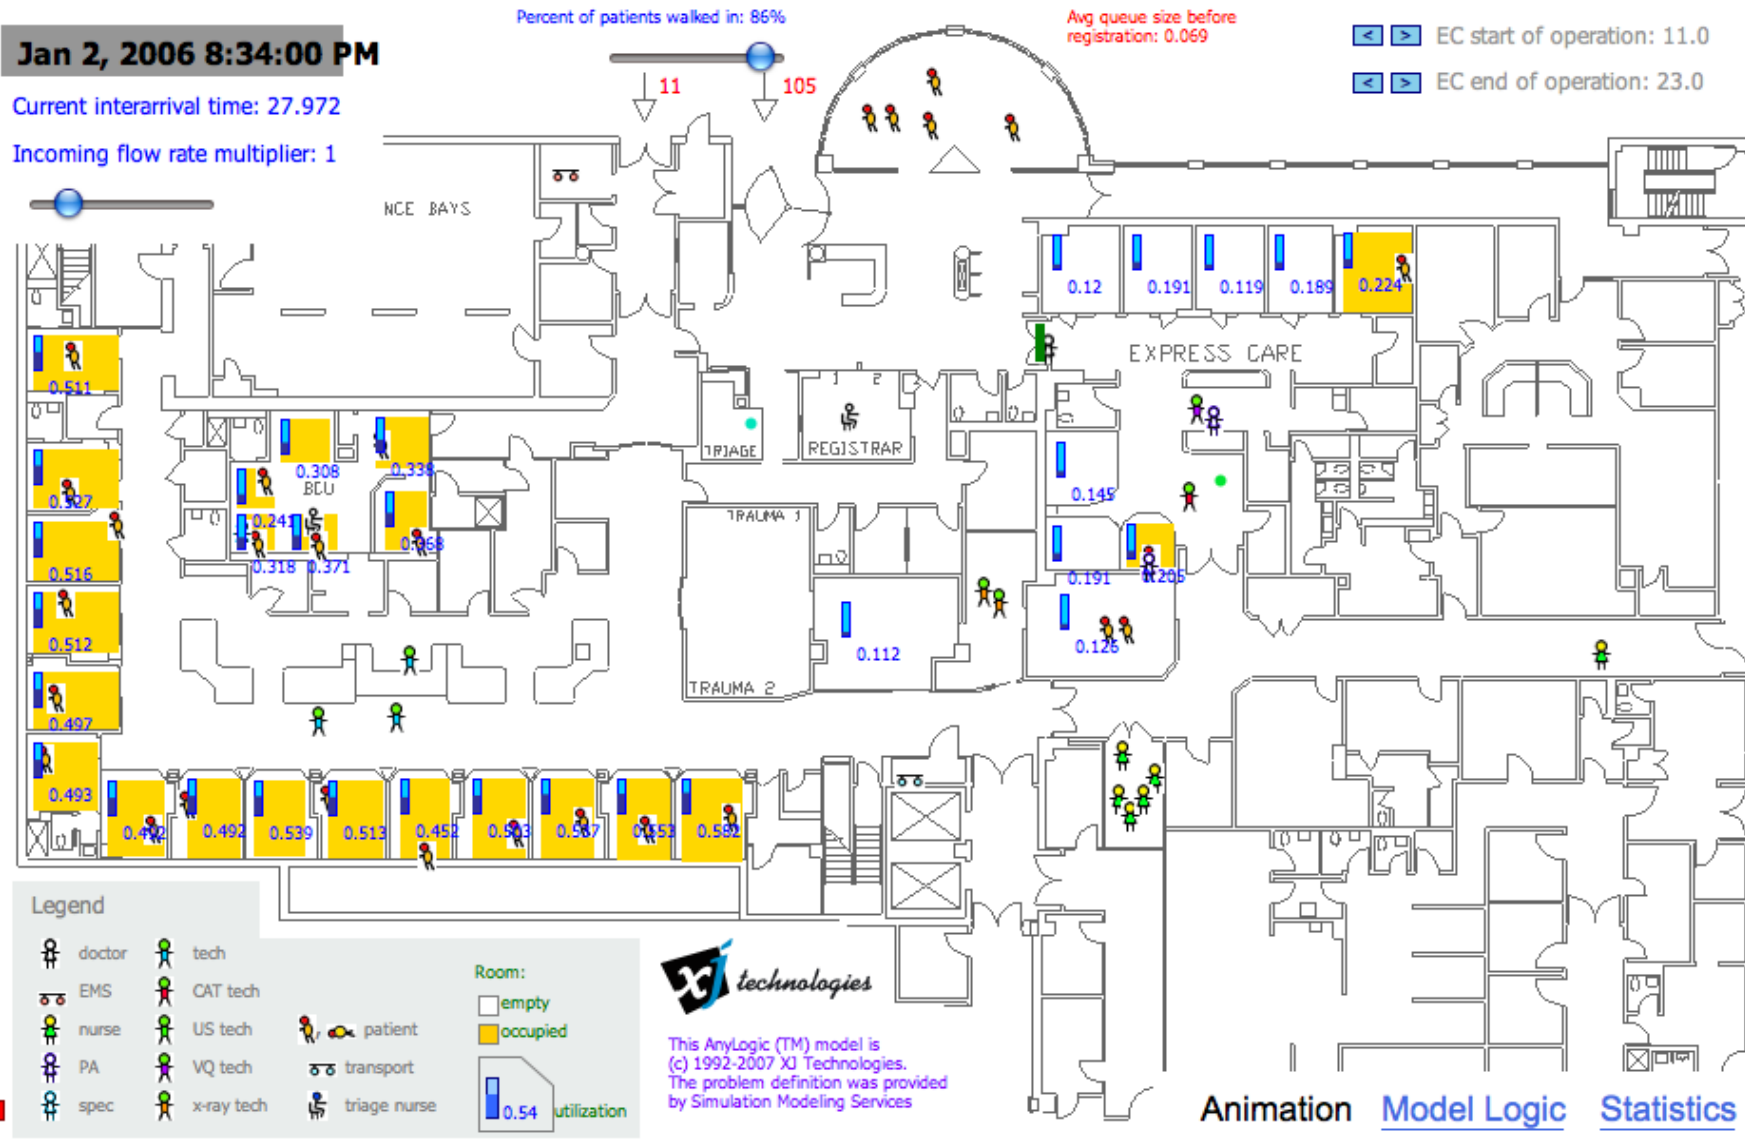 Percent of patients walked in: 86%
Avg queue size before
registration: 0.069
< > EC start of operation: 11.0
Jan 2, 2006 8:34:00 PM
11
105
< > EC end of operation: 23.0
Current interarrival time: 27.972
Incoming flow rate multiplier: 1
NCE BAYS
0.12
0.191
0.119
0.189
0.224
EXPRESS CARE
0.511
1 2
TRIAGE
REGISTRAR
0.308
0.338
BCU
0.145
0.527
0.241
TRAUMA 1
0.318
0.371
0.516
0.191
0.205
0.512
0.112
0.126
TRAUMA 2
0.497
0.493
0.492
0.539
0.513
0.452
0.553
0.582
Legend
doctor
tech
EMS
CAT tech
nurse
US tech
, patient
PA
VQ tech
transport
spec
x-ray tech
triage nurse
Room:
empty
occupied
0.54 utilization
xj technologies
This AnyLogic (TM) model is
(c) 1992-2007 XJ Technologies.
The problem definition was provided
by Simulation Modeling Services
Animation Model Logic Statistics